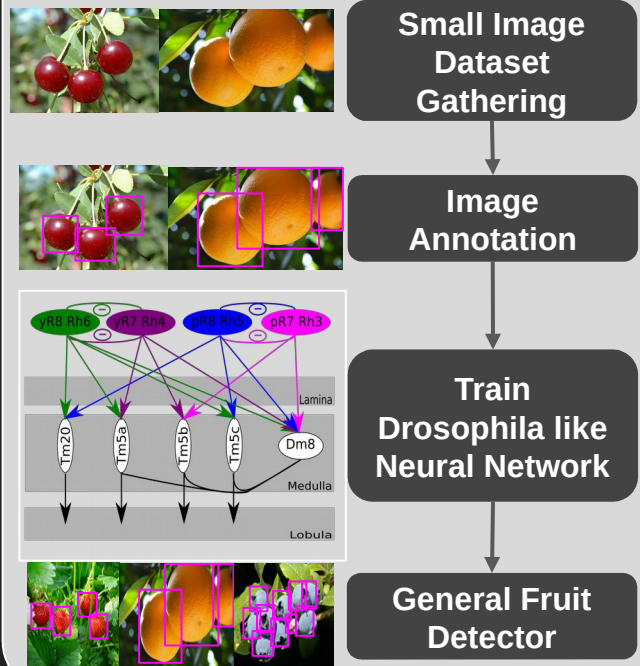 Small Image
Dataset
Gathering
Image
Annotation
yR8 Rh6
yR7 Rh4
pR8 Rh5
pR7 Rh3
Lamina
Tm20
Tm5a
Tm5b
Tm5c
Dm8
Medulla
Lobula
Train
Drosophila like
Neural Network
General Fruit
Detector